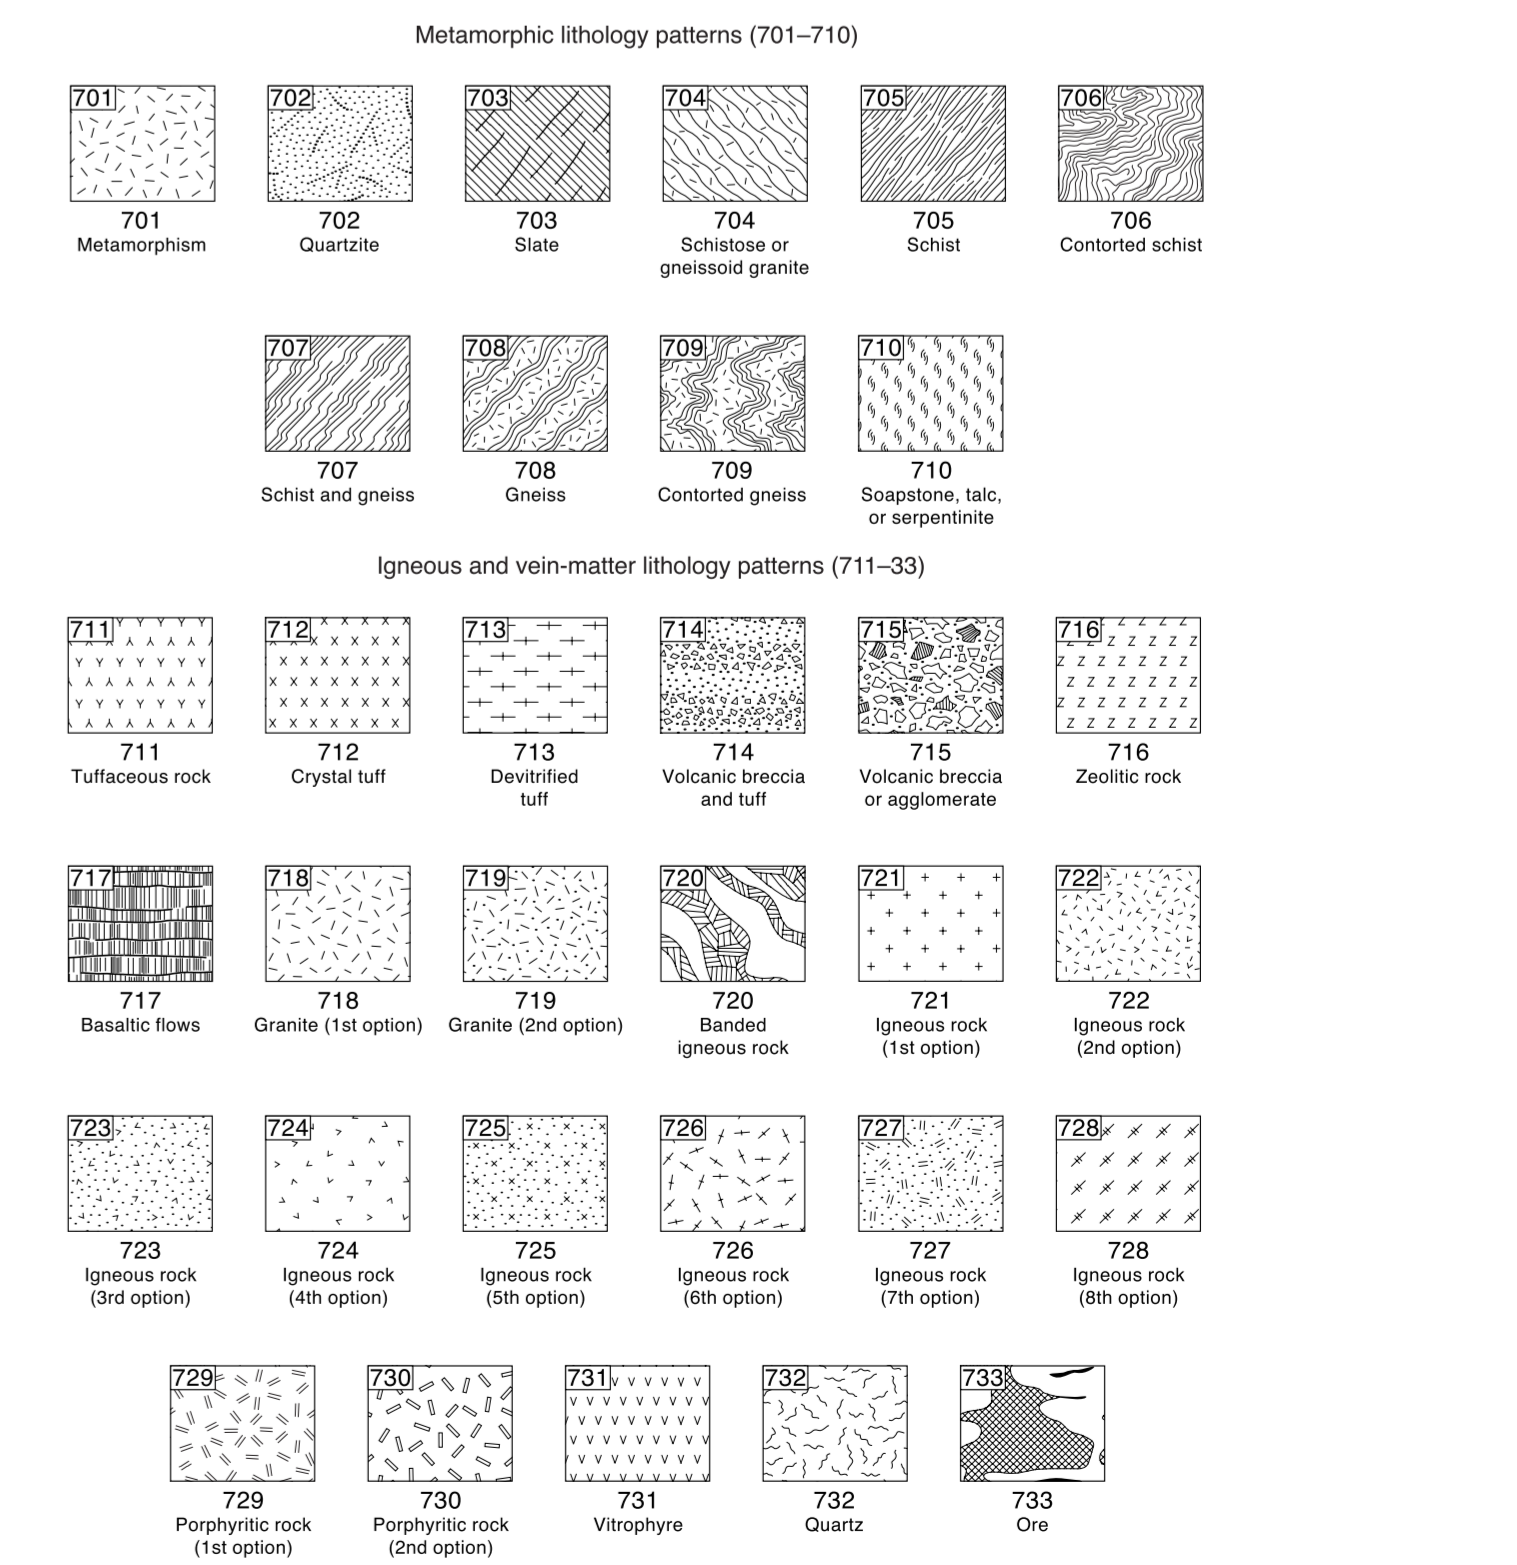 Metamorphic lithology patterns (701–710)
701 702 703 704 705 706
701 702 703 704 705 706
Metamorphism Quartzite Slate Schistose or Schist Contorted schist
gneissoid granite
707 708 709 710
707 708 709 710
Schist and gneiss Gneiss Contorted gneiss Soapstone, talc,
or serpentinite
Igneous and vein-matter lithology patterns (711–33)
711 712 713 714 715 716
711 712 713 714 715 716
Tuffaceous rock Crystal tuff Devitrified Volcanic breccia Volcanic breccia Zeolitic rock
tuff and tuff or agglomerate
717 718 719 720 721 722
717 718 719 720 721 722
Basaltic flows Granite (1st option) Granite (2nd option) Banded Igneous rock Igneous rock
igneous rock (1st option) (2nd option)
723 724 725 726 727 728
723 724 725 726 727 728
Igneous rock Igneous rock Igneous rock Igneous rock Igneous rock Igneous rock
(3rd option) (4th option) (5th option) (6th option) (7th option) (8th option)
729 730 731 732 733
729 730 731 732 733
Porphyritic rock Porphyritic rock Vitrophyre Quartz Ore
(1st option) (2nd option)